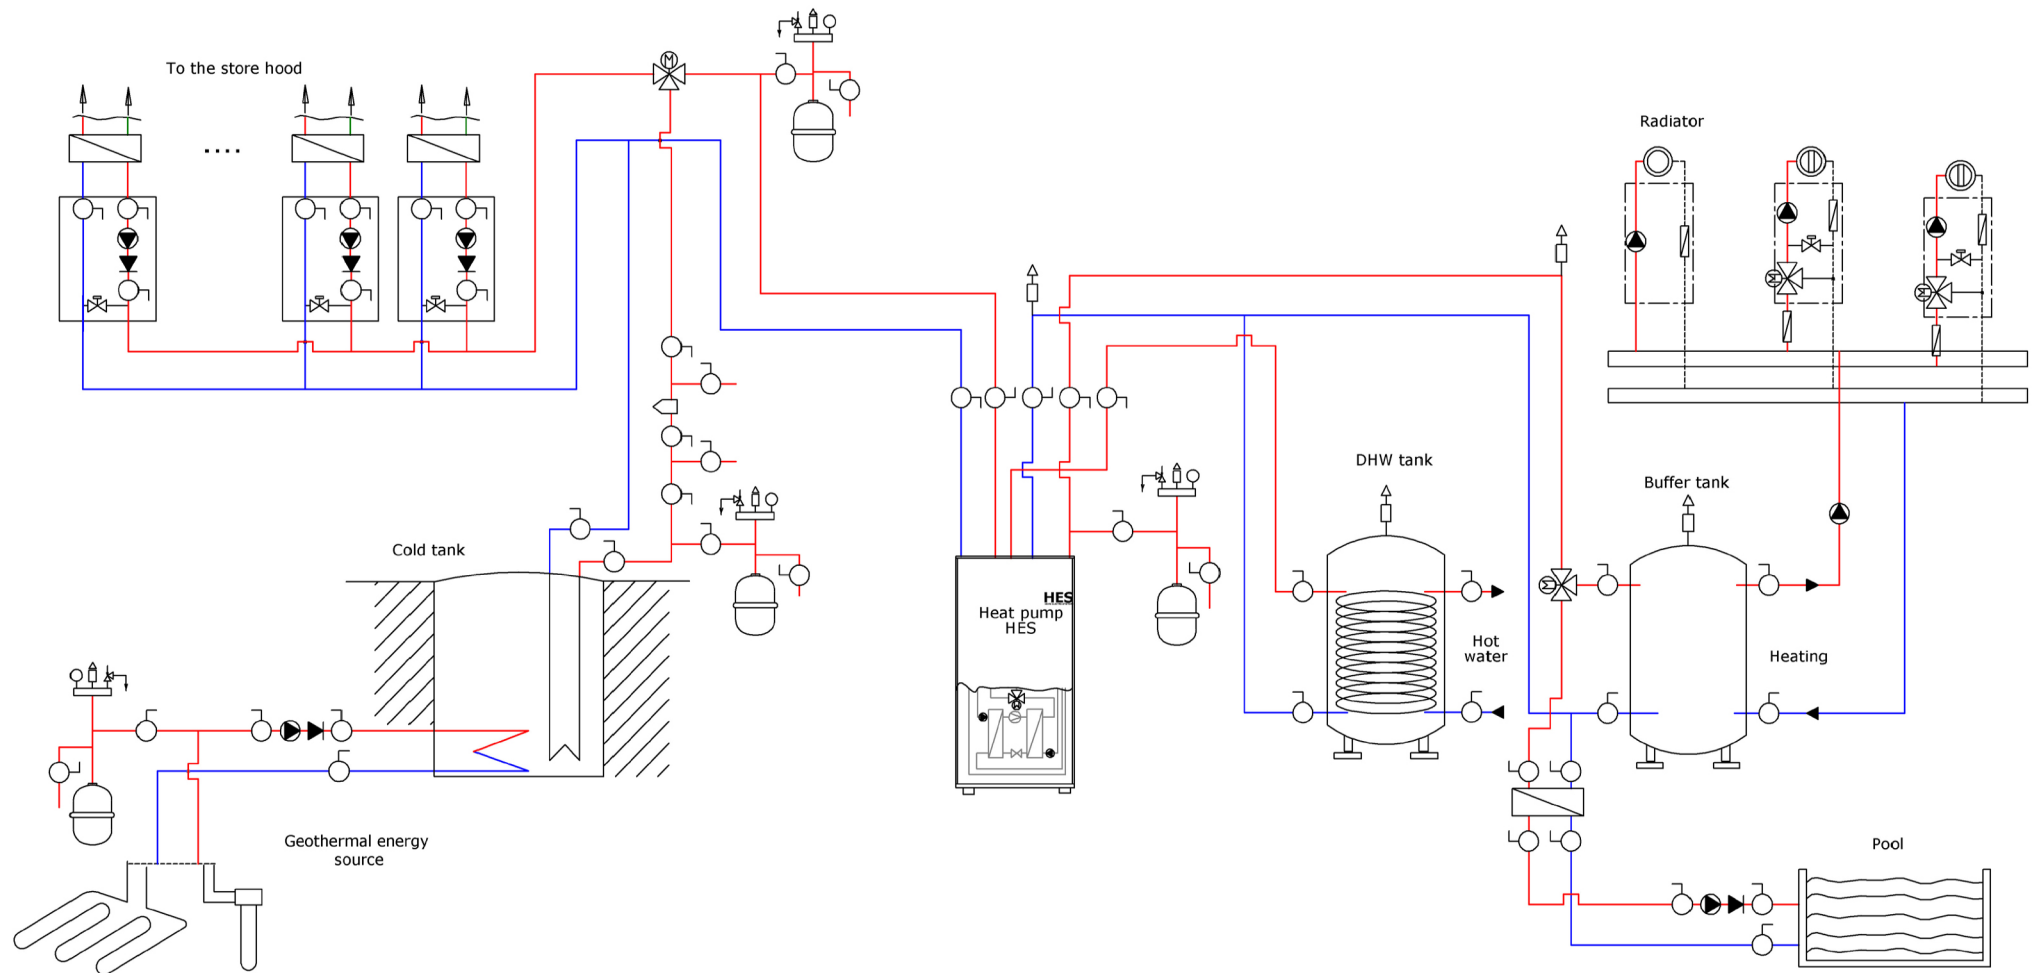 To the store hood
M
Radiator
DHW tank
Buffer tank
Cold tank
HES
Heat pump
HES
Hot
water
Heating
Geothermal energy
source
Pool